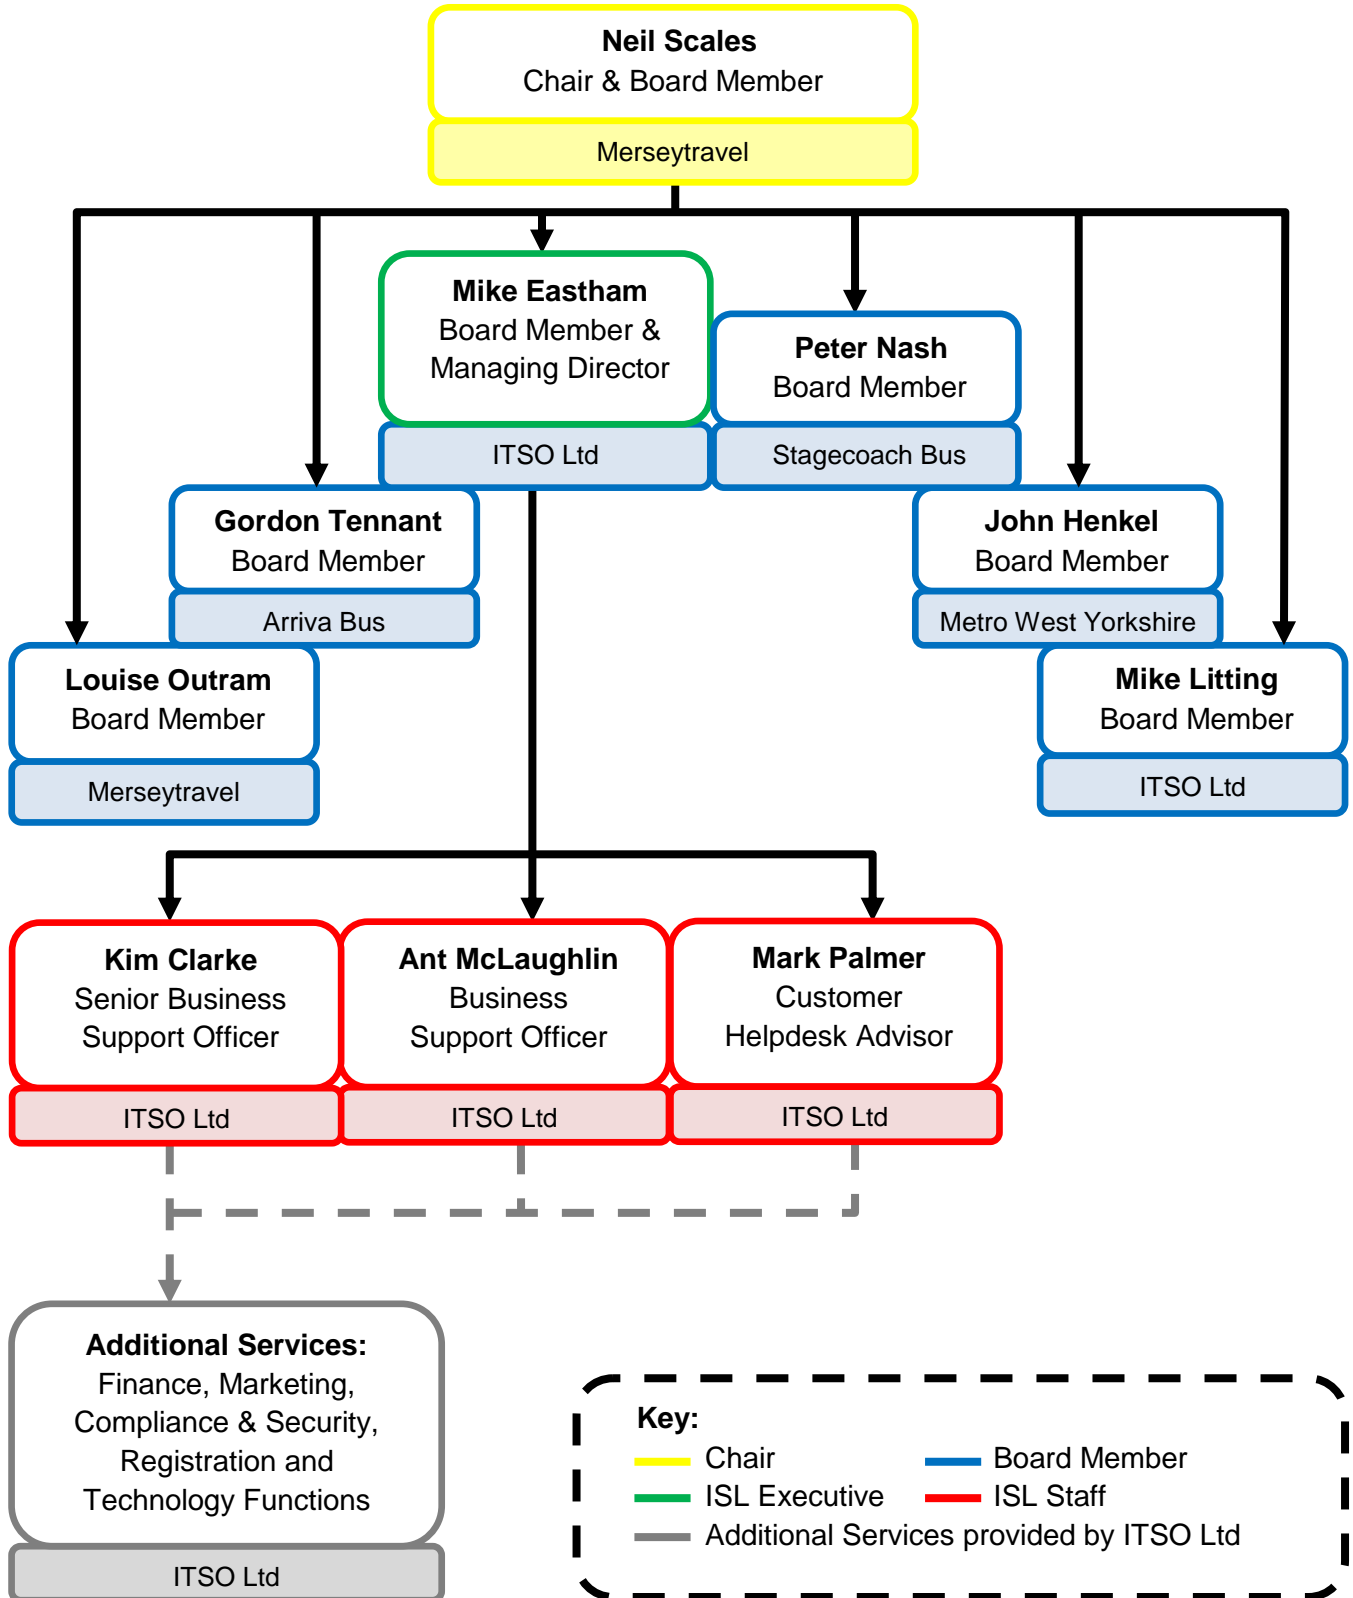 Neil Scales
Chair & Board Member
Merseytravel
Mike Eastham
Board Member &
Managing Director
ITSO Ltd
Peter Nash
Board Member
Stagecoach Bus
Gordon Tennant
Board Member
Arriva Bus
John Henkel
Board Member
Metro West Yorkshire
Louise Outram
Board Member
Merseytravel
Mike Litting
Board Member
ITSO Ltd
Kim Clarke
Senior Business
Support Officer
ITSO Ltd
Ant McLaughlin
Business
Support Officer
ITSO Ltd
Mark Palmer
Customer
Helpdesk Advisor
ITSO Ltd
Additional Services:
Finance, Marketing,
Compliance & Security,
Registration and
Technology Functions
ITSO Ltd
Key:
Chair
Board Member
ISL Executive
ISL Staff
Additional Services provided by ITSO Ltd